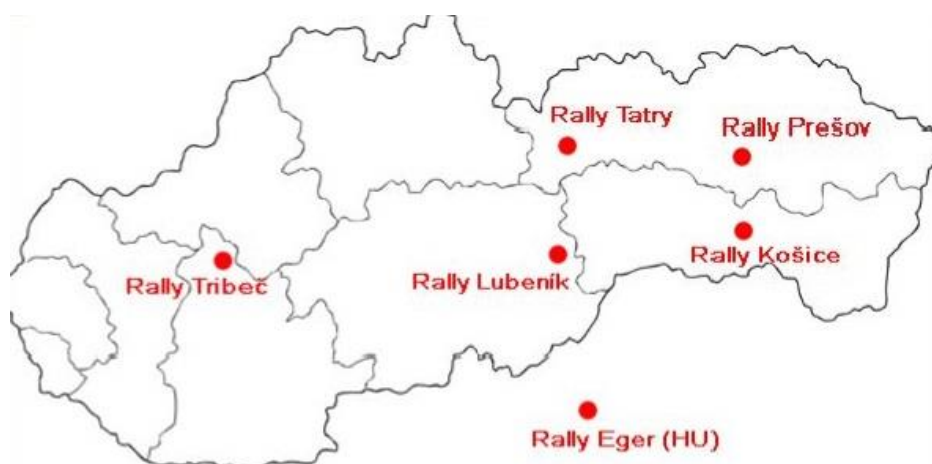 Rally Tatry
Rally Prešov
Rally Košice
Rally Lubeník
Rally Tribeč
Rally Eger (HU)